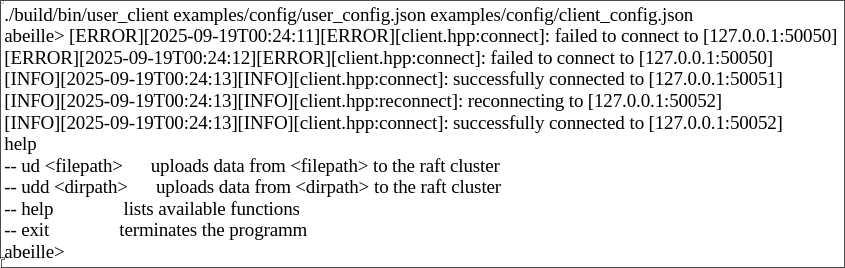 ./build/bin/user_client examples/config/user_config.json examples/config/client_config.json
abeille> [ERROR][2025-09-19T00:24:11][ERROR][client.hpp:connect]: failed to connect to [127.0.0.1:50050]
[ERROR][2025-09-19T00:24:12][ERROR][client.hpp:connect]: failed to connect to [127.0.0.1:50050]
[INFO][2025-09-19T00:24:13][INFO][client.hpp:connect]: successfully connected to [127.0.0.1:50051]
[INFO][2025-09-19T00:24:13][INFO][client.hpp:reconnect]: reconnecting to [127.0.0.1:50052]
[INFO][2025-09-19T00:24:13][INFO][client.hpp:connect]: successfully connected to [127.0.0.1:50052]
help
-- ud <filepath>      uploads data from <filepath> to the raft cluster
-- udd <dirpath>      uploads data from <dirpath> to the raft cluster
-- help               lists available functions
-- exit               terminates the programm
abeille>